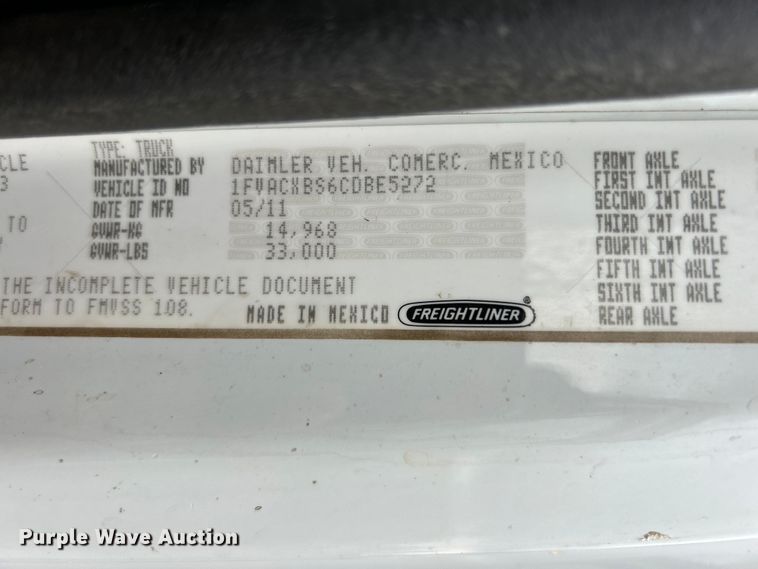 TYPE: TRUCK
CLE MANUFACTURED BY DAIMLER VEH. COMERC. MEXICO FRONT AXLE
3 VEHICLE ID NO 1FVACXBS6CDBE5272 FIRST INT AXLE
DATE OF MFR 05/11 SECOND INT AXLE
TO GVWR-KG 14,968 THIRD INT AXLE
GVWR-LBS 33,000 FOURTH INT AXLE
FIFTH INT AXLE
THE INCOMPLETE VEHICLE DOCUMENT SIXTH INT AXLE
FORM TO FMVSS 108. MADE IN MEXICO FREIGHTLINER® REAR AXLE
Purple Wave Auction